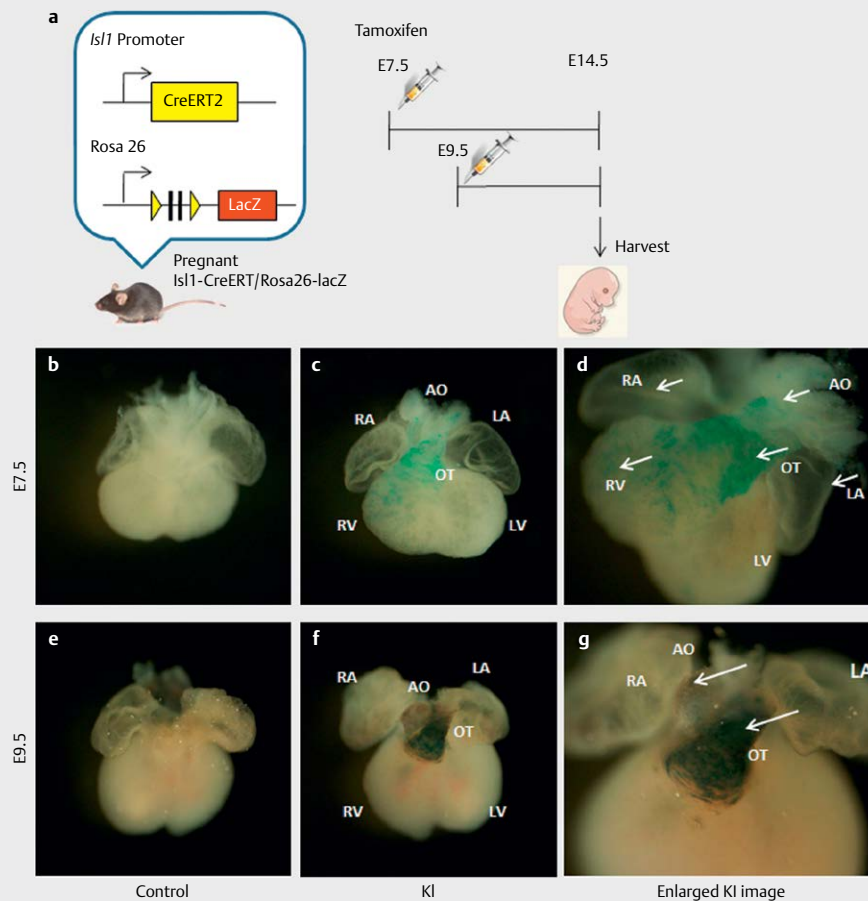 a
Isl1 Promoter
CreERT2
Rosa 26
LacZ
Pregnant
Isl1-CreERT/Rosa26-lacZ
Tamoxifen
E7.5
E14.5
E9.5
Harvest
E7.5
b
c
AO
RA
LA
OT
RV
LV
d
RA
AO
OT
RV
LA
LV
E9.5
e
f
RA
LA
AO
OT
RV
LV
g
AO
RA
LA
OT
Control
KI
Enlarged KI image